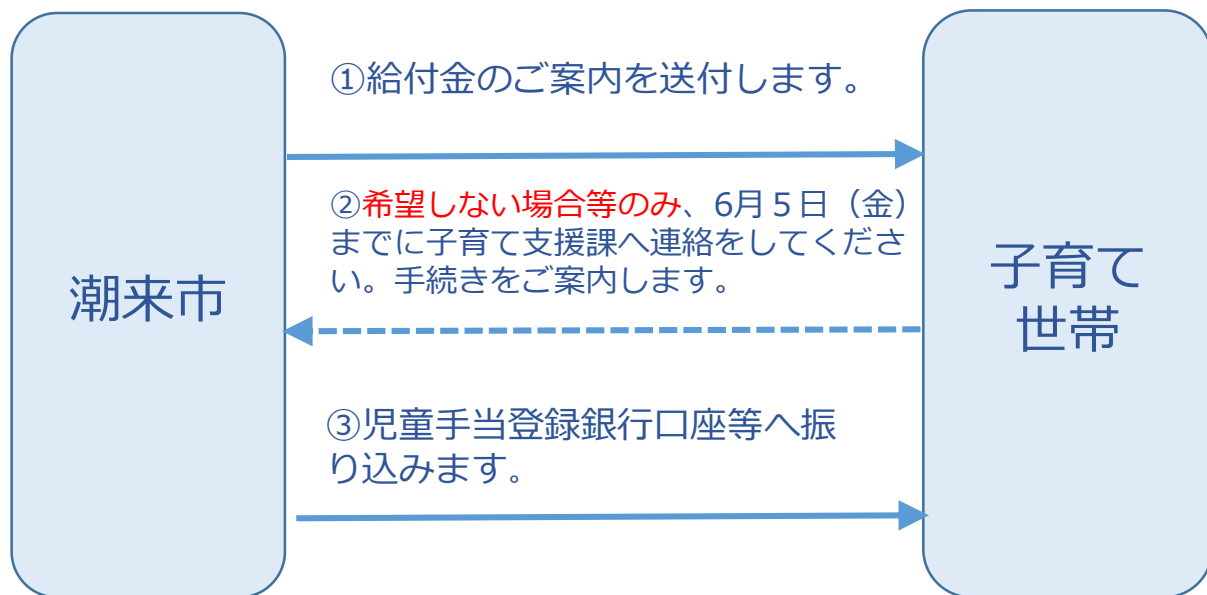 ①給付金のご案内を送付します。
②希望しない場合等のみ、6月５日（金）
までに子育て支援課へ連絡をしてくださ
い。手続きをご案内します。
潮来市
子育て
世帯
③児童手当登録銀行口座等へ振
り込みます。